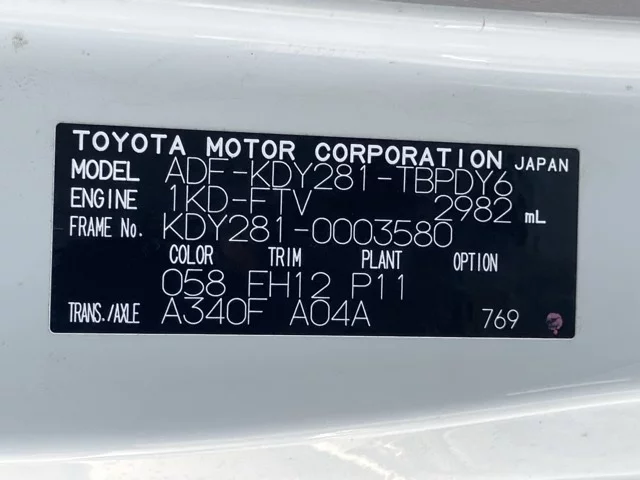 TOYOTA MOTOR CORPORATION JAPAN
MODEL ADF-KDY281-TBPDY6
ENGINE 1KD-FTV 2982 mL
FRAME No. KDY281-0003580
COLOR TRIM PLANT OPTION
058 FH12 P11
TRANS./AXLE A340F A04A 769